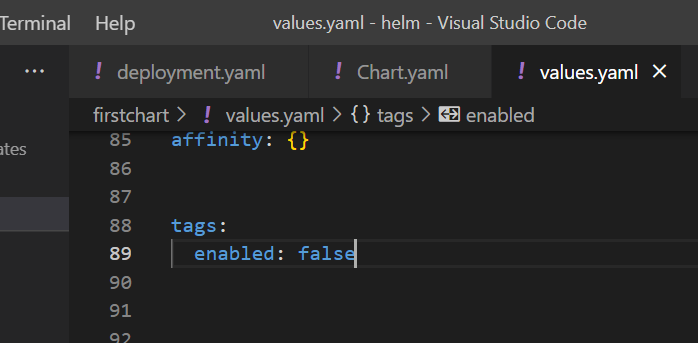 Terminal Help values.yaml - helm - Visual Studio Code
... ! deployment.yaml ! Chart.yaml ! values.yaml ×
firstchart > ! values.yaml > {} tags > enabled
ates
85 affinity: {}
86
87
88 tags:
89 enabled: false
90
91
92